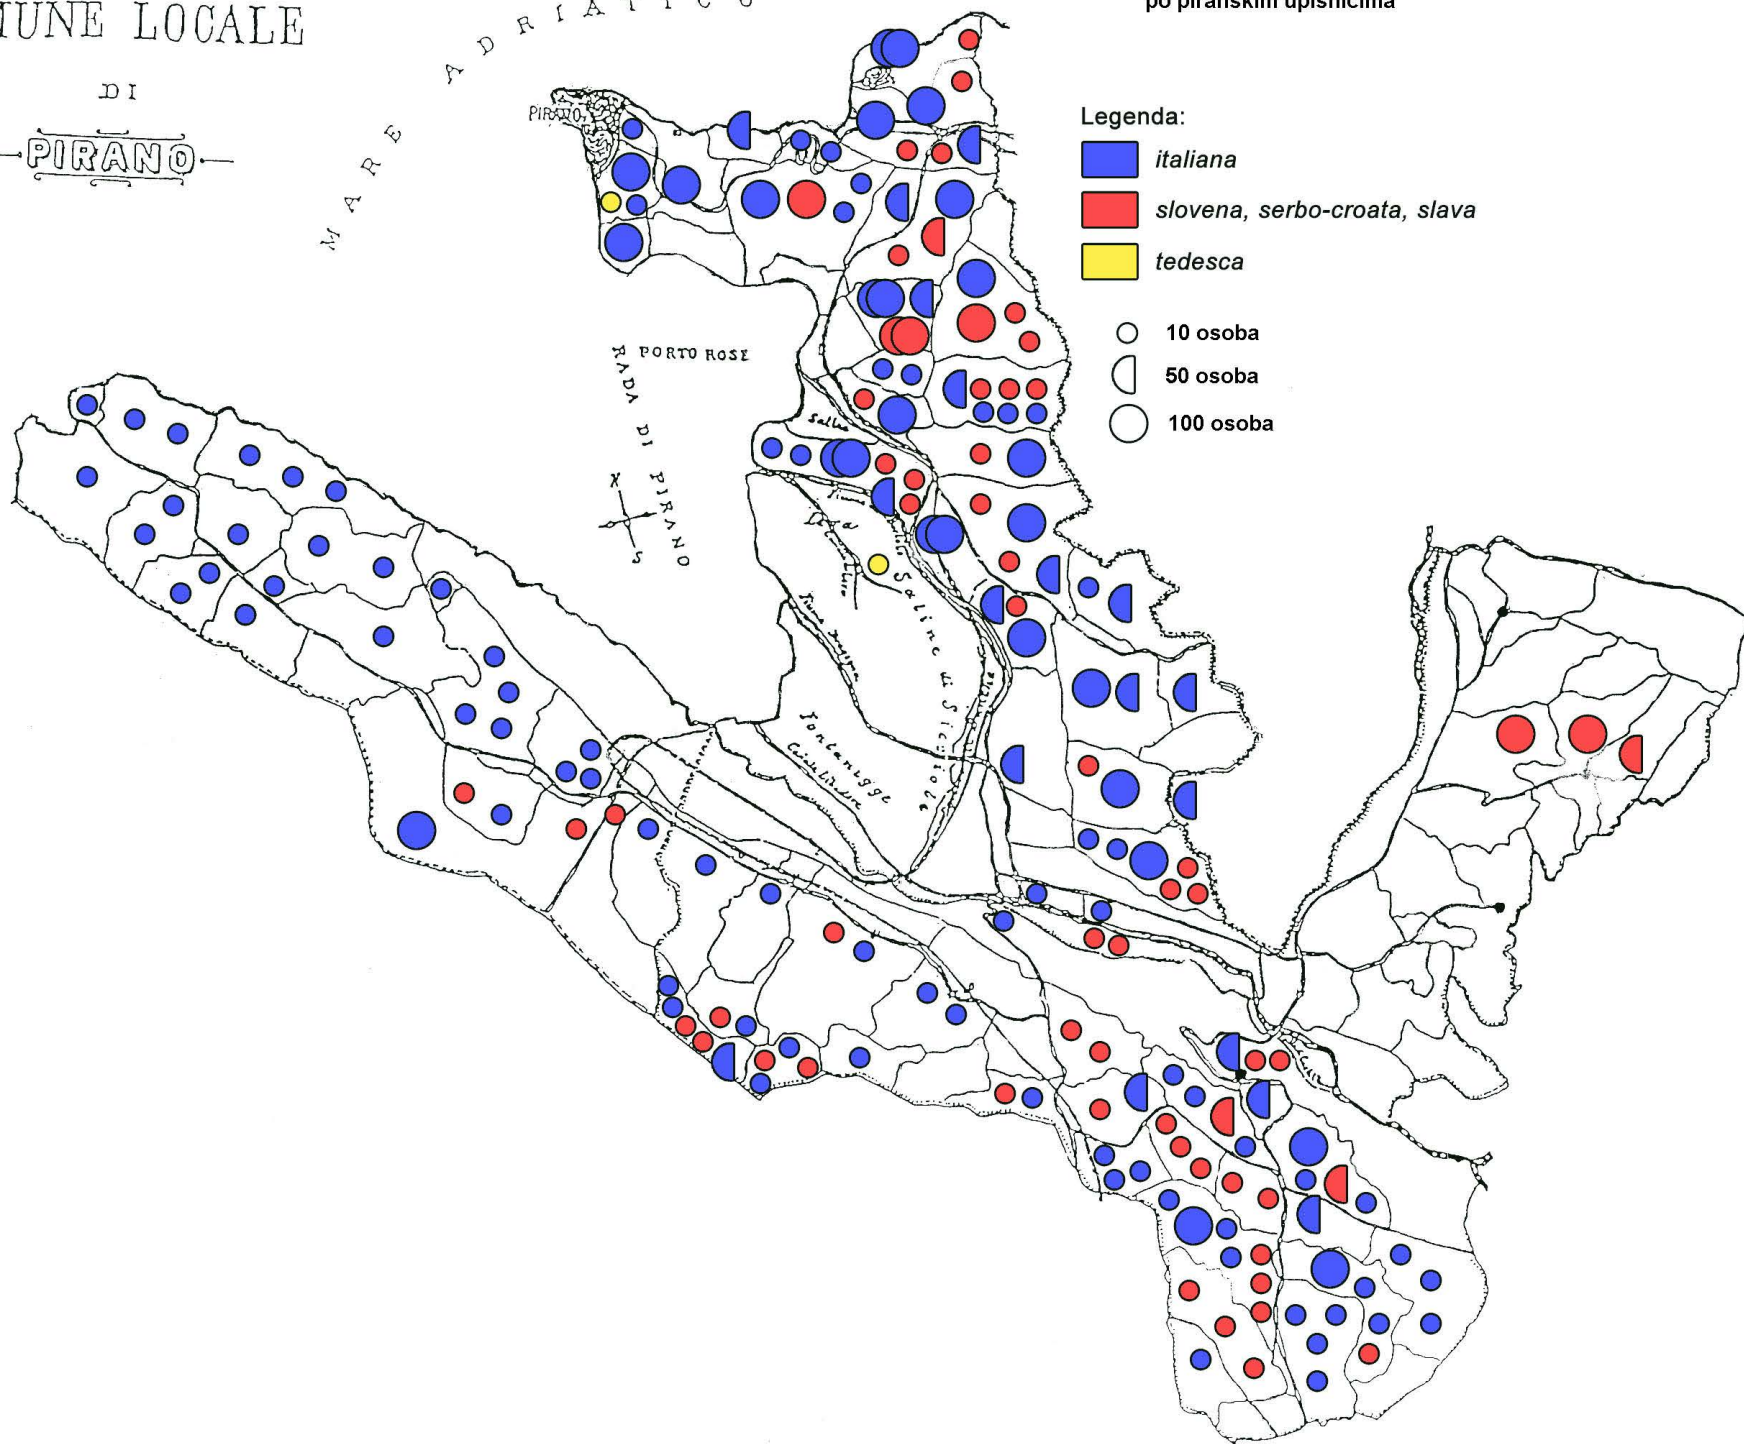 MUNE LOCALE
DI
PIRANO
MARE ADRIATICO
po piranskim upisnicima
PIRANO
Legenda:
italiana
slovena, serbo-croata, slava
tedesca
10 osoba
50 osoba
100 osoba
PORTO ROSE
RADA DI PIRANO
S
Saline di Sicciole
Fontanigge